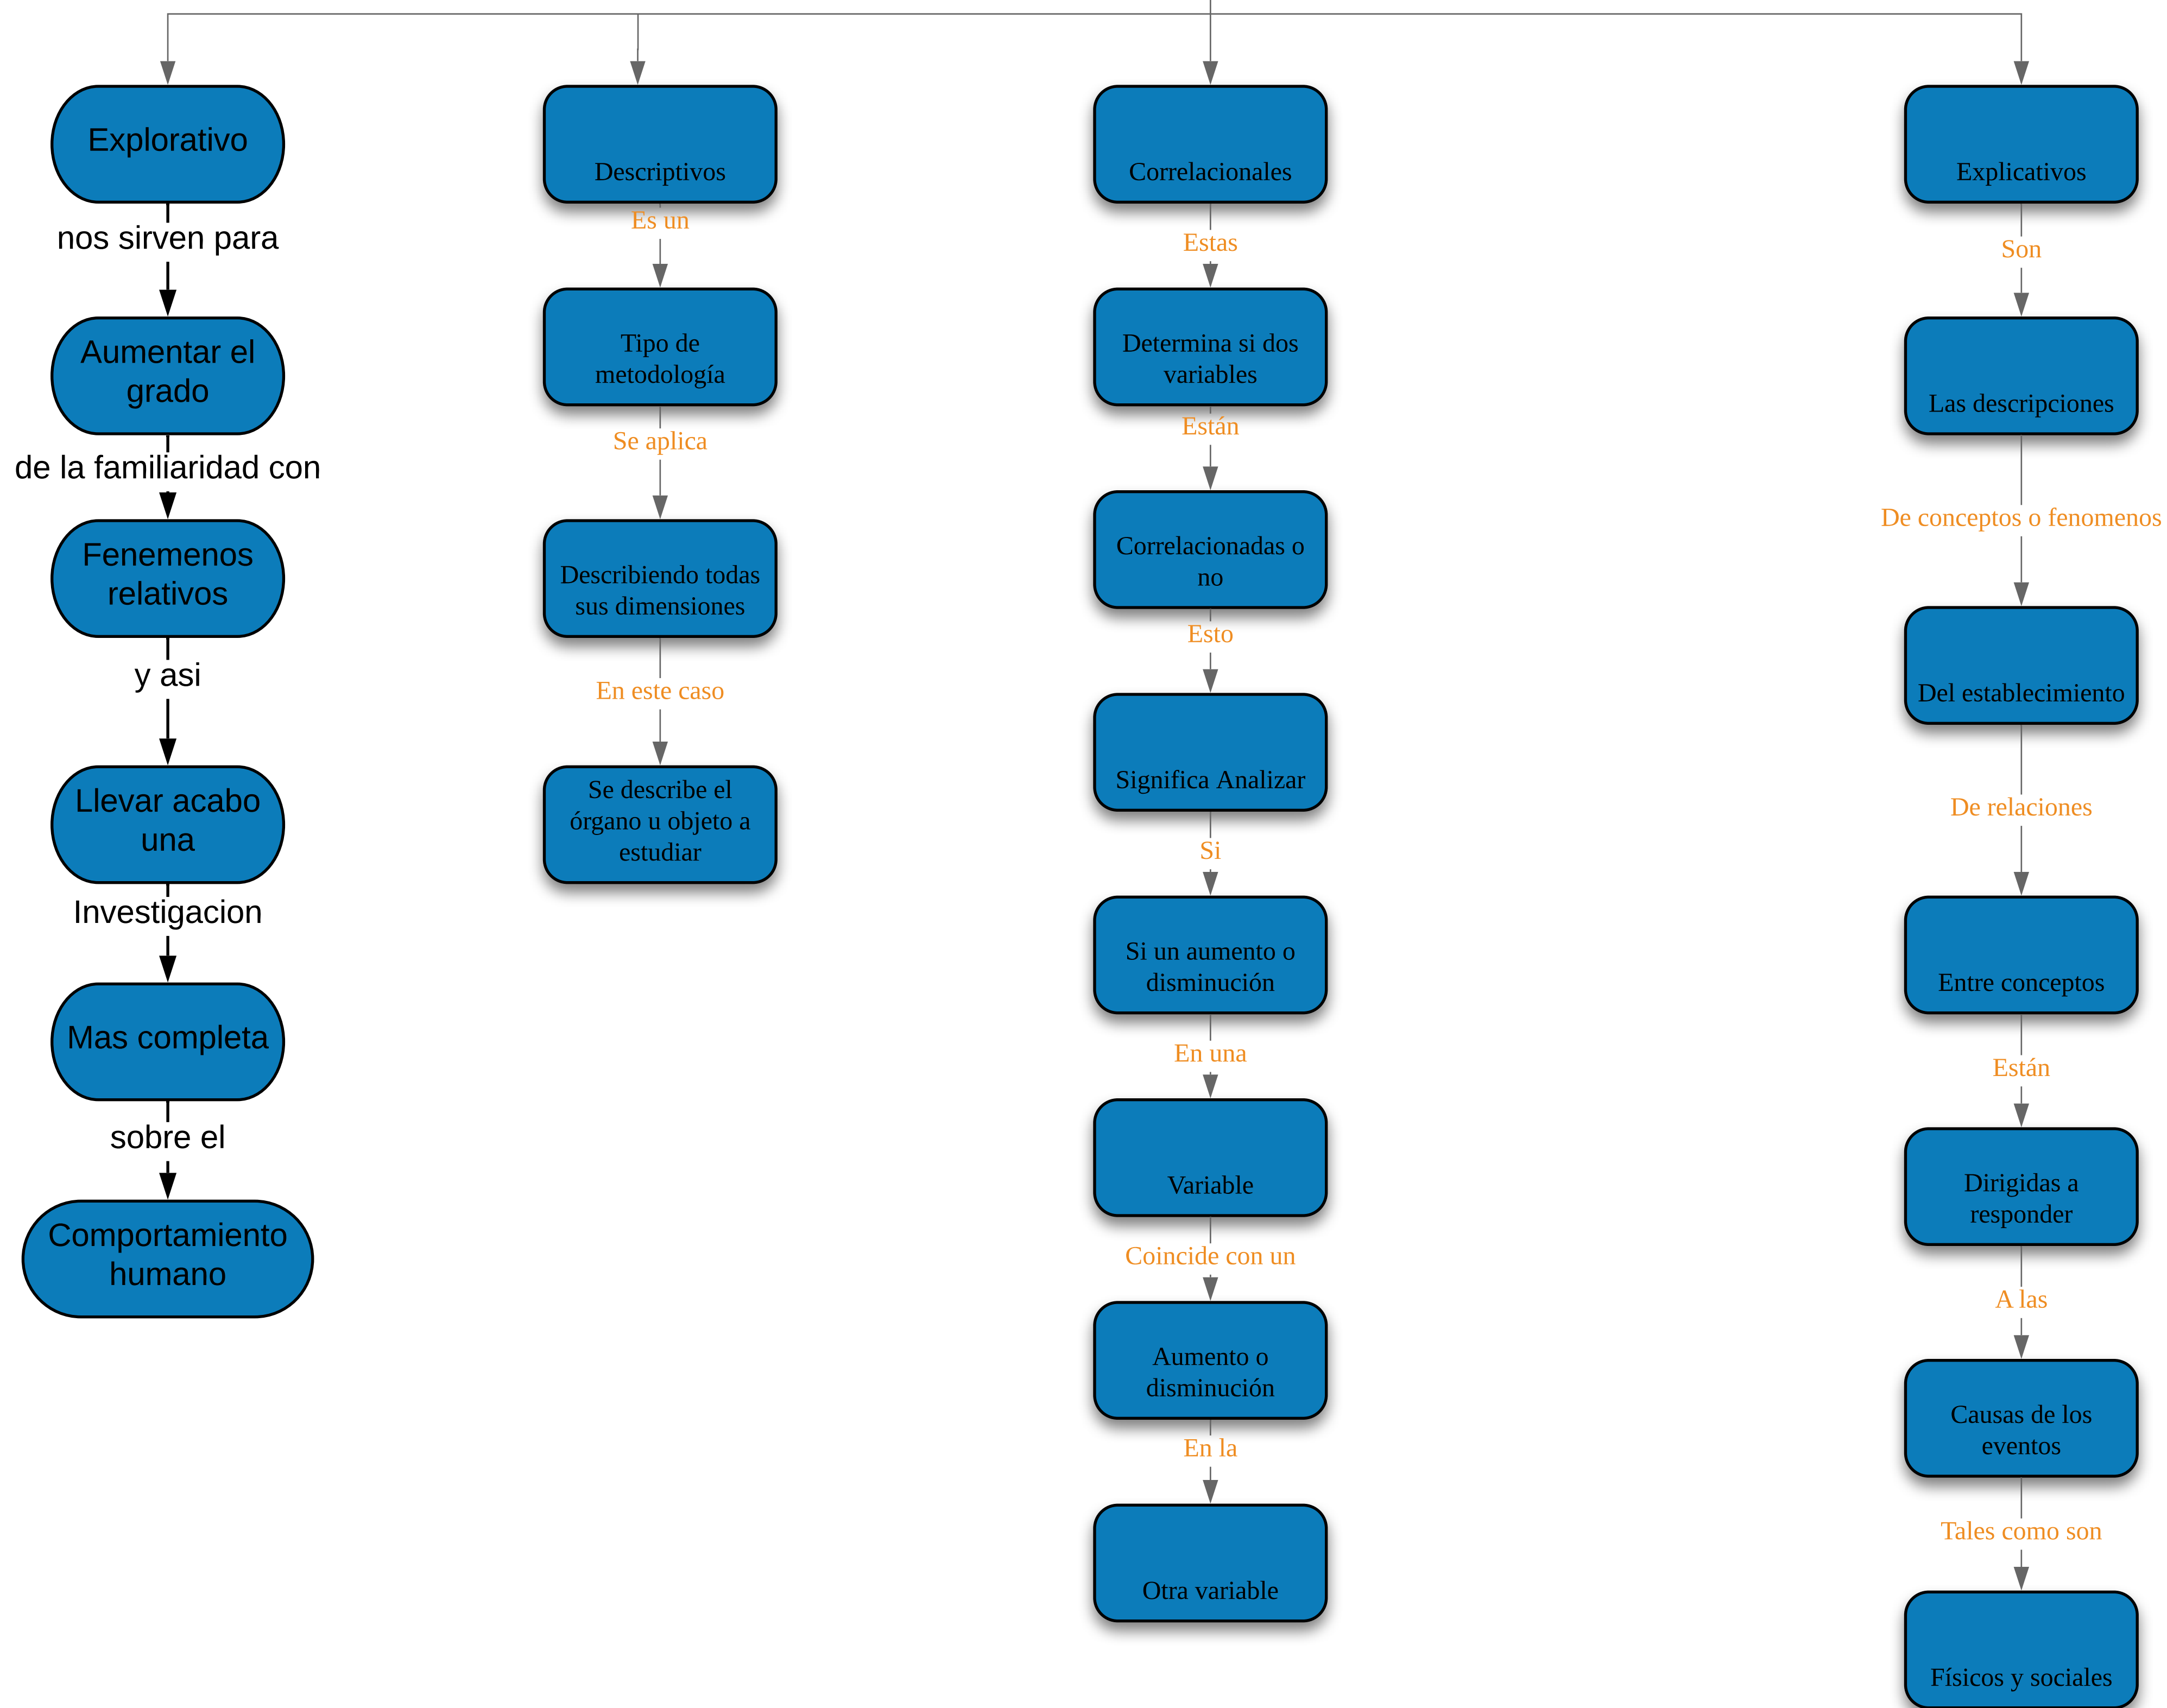 Explorativo
nos sirven para
Aumentar el
grado
de la familiaridad con
Fenemenos
relativos
y asi
Llevar acabo
una
Investigacion
Mas completa
sobre el
Comportamiento
humano
Descriptivos
Es un
Tipo de
metodología
Se aplica
Describiendo todas
sus dimensiones
En este caso
Se describe el
órgano u objeto a
estudiar
Correlacionales
Estas
Determina si dos
variables
Están
Correlacionadas o
no
Esto
Significa Analizar
Si
Si un aumento o
disminución
En una
Variable
Coincide con un
Aumento o
disminución
En la
Otra variable
Explicativos
Son
Las descripciones
De conceptos o fenomenos
Del establecimiento
De relaciones
Entre conceptos
Están
Dirigidas a
responder
A las
Causas de los
eventos
Tales como son
Físicos y sociales